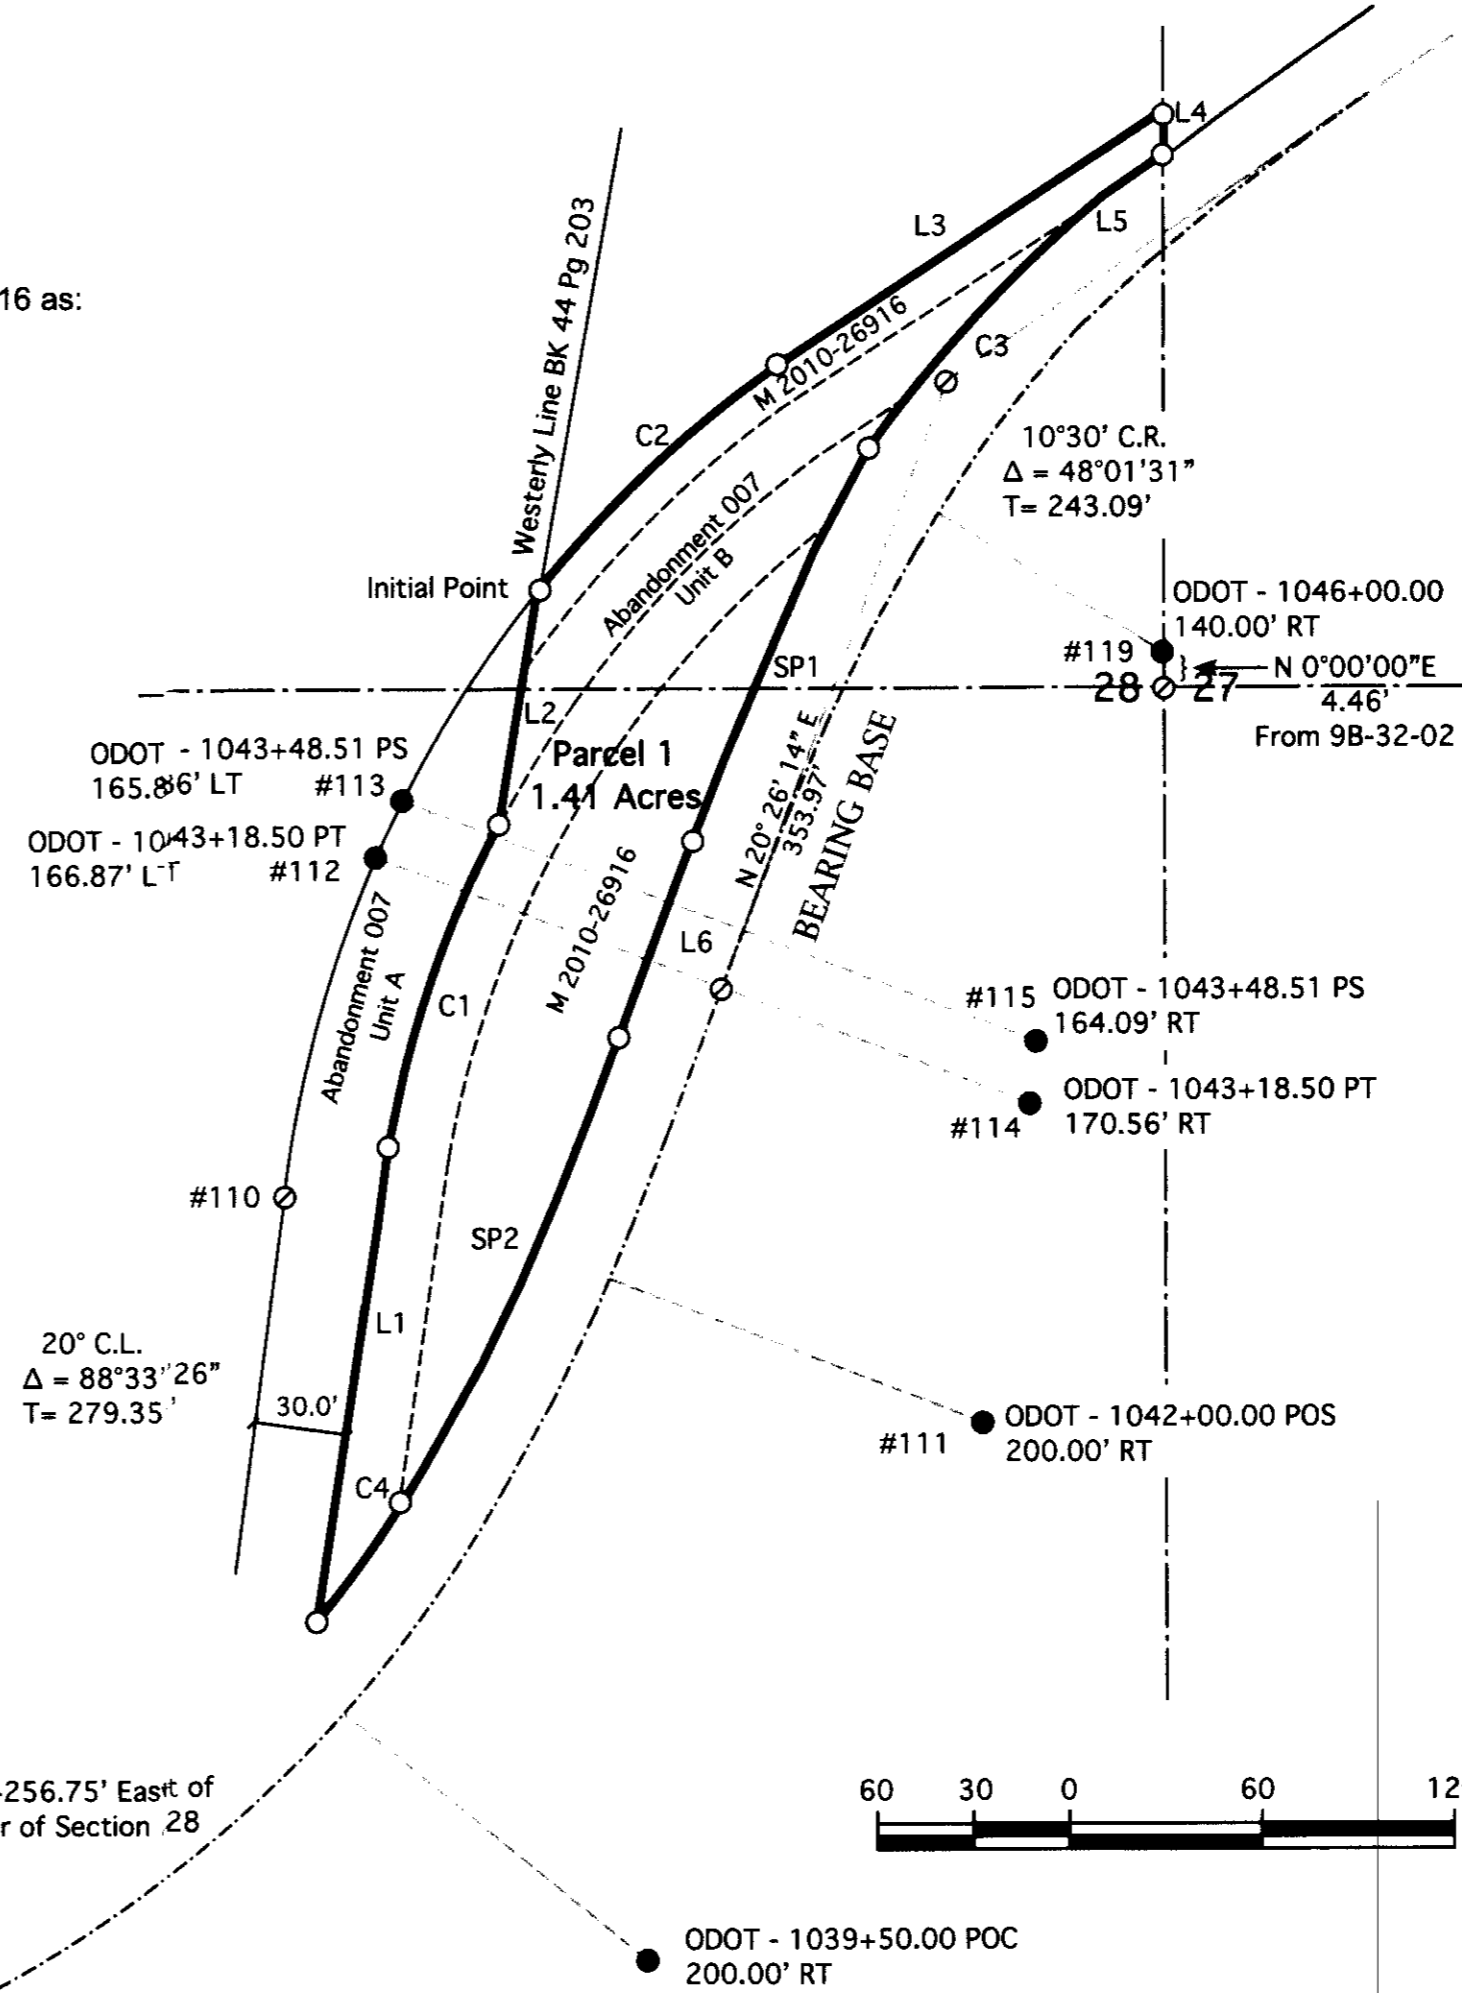 L4
L3
L5
Westerly Line BK 44 Pg 203
16 as:
M 2010-26916
C3
C2
10°30' C.R.
Δ = 48°01'31"
T= 243.09'
Abandonment 007
Unit B
Initial Point
ODOT - 1046+00.00
140.00' RT
#119
N 0°00'00"E
28 27
4.46'
From 9B-32-02
SP1
L2
ODOT - 1043+48.51 PS
165.86' LT
#113
Parcel 1
1.41 Acres
N 20° 26' 14" E
353.97'
BEARING BASE
ODOT - 1043+18.50 PT
166.87' LT
#112
M 2010-26916
L6
Abandonment 007
Unit A
C1
#115
ODOT - 1043+48.51 PS
164.09' RT
ODOT - 1043+18.50 PT
170.56' RT
#114
#110
SP2
L1
20° C.L.
Δ = 88°33'26"
T= 279.35'
30.0'
ODOT - 1042+00.00 POS
200.00' RT
#111
C4
256.75' East of
r of Section 28
60 30 0 60 12
ODOT - 1039+50.00 POC
200.00' RT